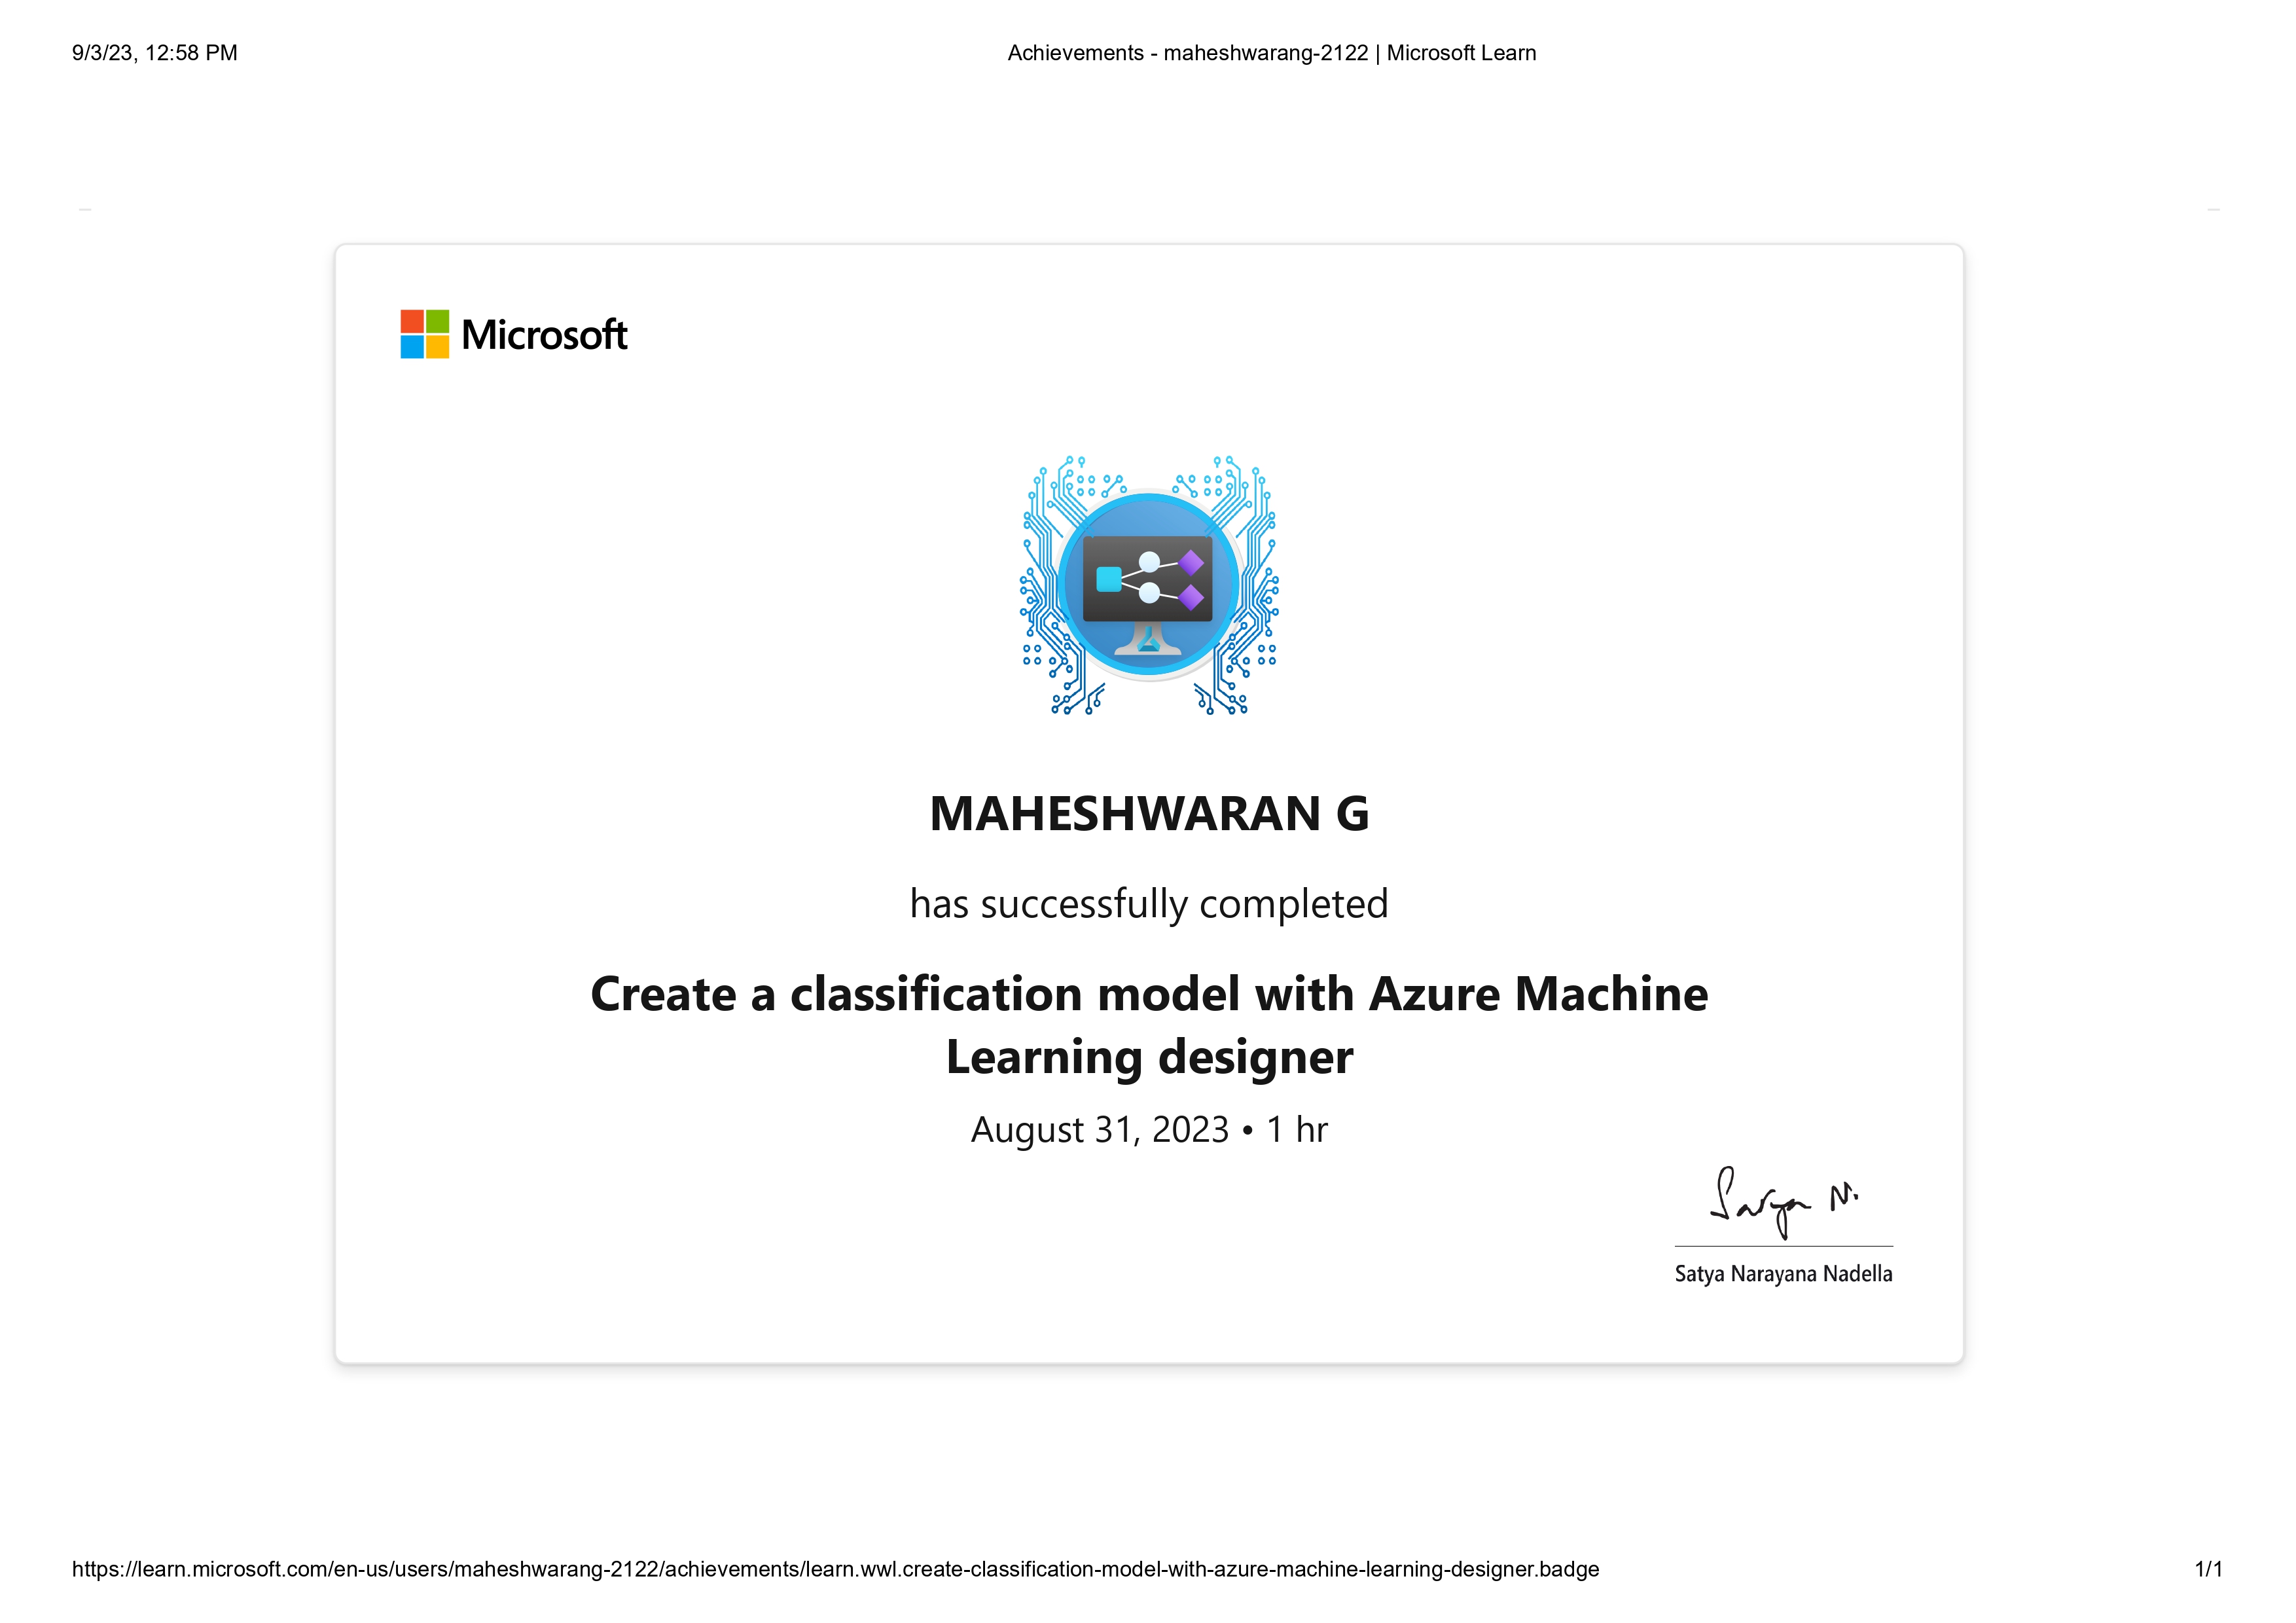 9/3/23, 12:58 PM
Achievements - maheshwarang-2122 | Microsoft Learn
Microsoft
MAHESHWARAN G
has successfully completed
Create a classification model with Azure Machine
Learning designer
August 31, 2023 • 1 hr
Satya N.
Satya Narayana Nadella
https://learn.microsoft.com/en-us/users/maheshwarang-2122/achievements/learn.wwl.create-classification-model-with-azure-machine-learning-designer.badge
1/1